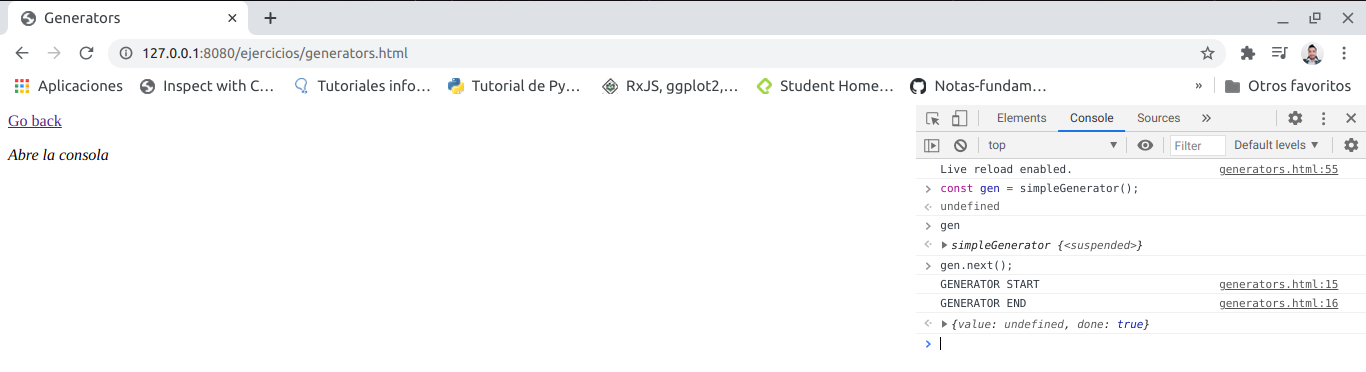 Generators
127.0.0.1:8080/ejercicios/generators.html
Aplicaciones Inspect with C… Tutoriales info… Tutorial de Py… RxJS, ggplot2,… Student Home… Notas-fundam… » Otros favoritos
Go back
Abre la consola
Elements Console Sources »
top Filter Default levels ▼
Live reload enabled. generators.html:55
const gen = simpleGenerator();
undefined
gen
simpleGenerator {<suspended>}
gen.next();
GENERATOR START generators.html:15
GENERATOR END generators.html:16
{value: undefined, done: true}